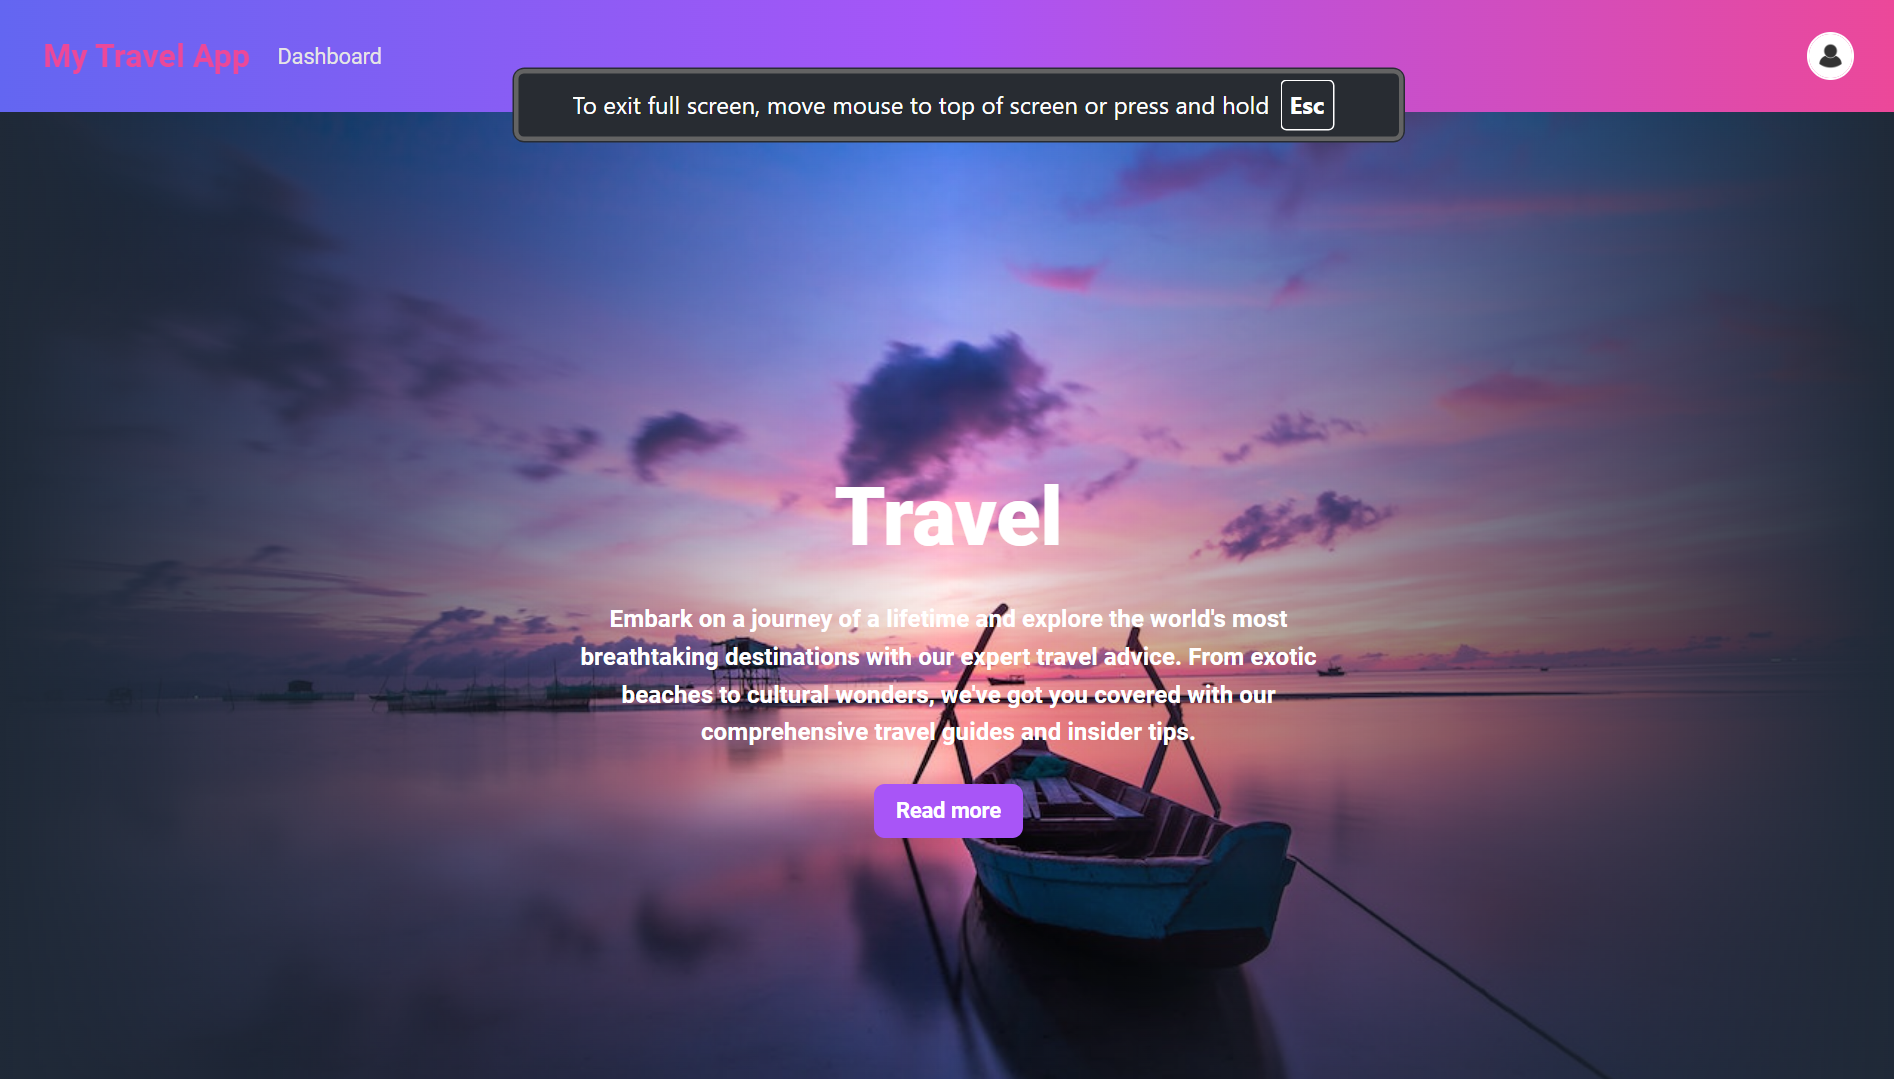 My Travel App
Dashboard
To exit full screen, move mouse to top of screen or press and hold Esc
Travel
Embark on a journey of a lifetime and explore the world's most
breathtaking destinations with our expert travel advice. From exotic
beaches to cultural wonders, we've got you covered with our
comprehensive travel guides and insider tips.
Read more